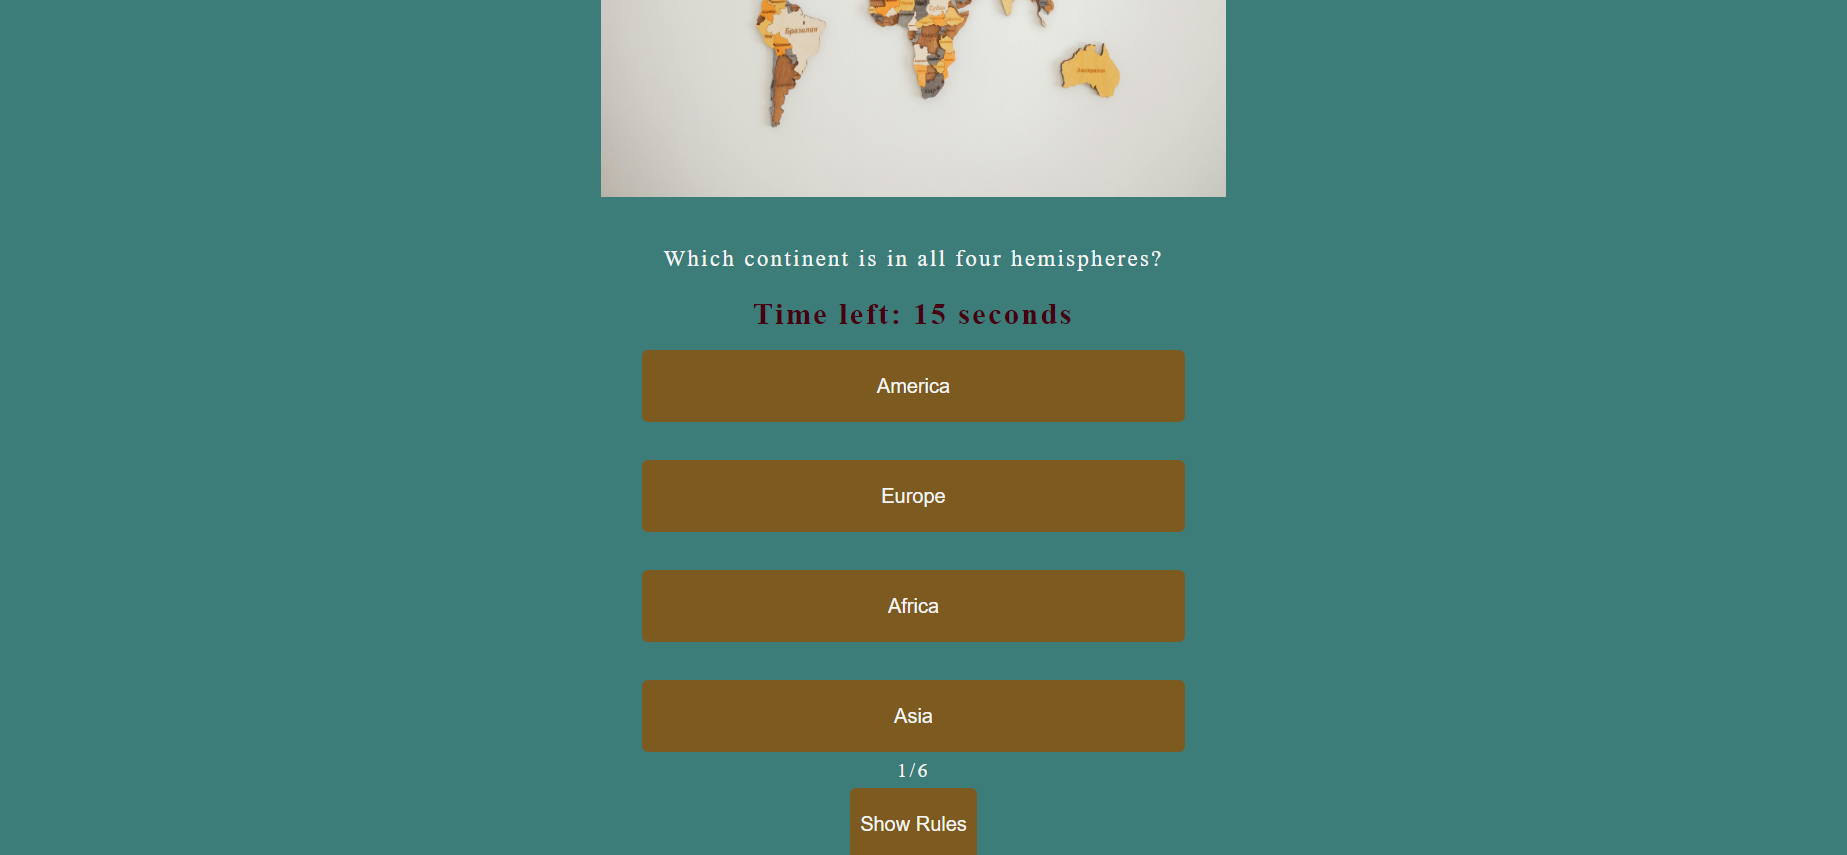 Бразилия
Which continent is in all four hemispheres?
Time left: 15 seconds
America
Europe
Africa
Asia
1/6
Show Rules